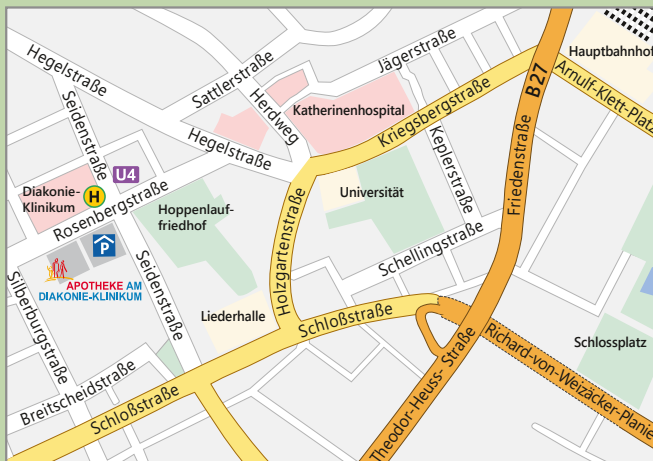 Hegelstraße
Sattlerstraße
Jägerstraße
Hauptbahnhof
B 27
Arnulf-Klett-Platz
Seidenstraße
Herdweg
Katherinenhospital
Kriegsbergstraße
Hegelstraße
Keplerstraße
Friedenstraße
U4
Diakonie-
Klinikum
H
Rosenbergstraße
Hoppenlauf-
friedhof
Universität
P
Holzgartenstraße
Schellingstraße
APOTHEKE AM
DIAKONIE-KLINIKUM
Silberburgstraße
Seidenstraße
Liederhalle
Schloßstraße
Schlossplatz
Richard-von-Weizäcker-Planie
Theodor-Heuss- Straße
Breitscheidstraße
Schloßstraße